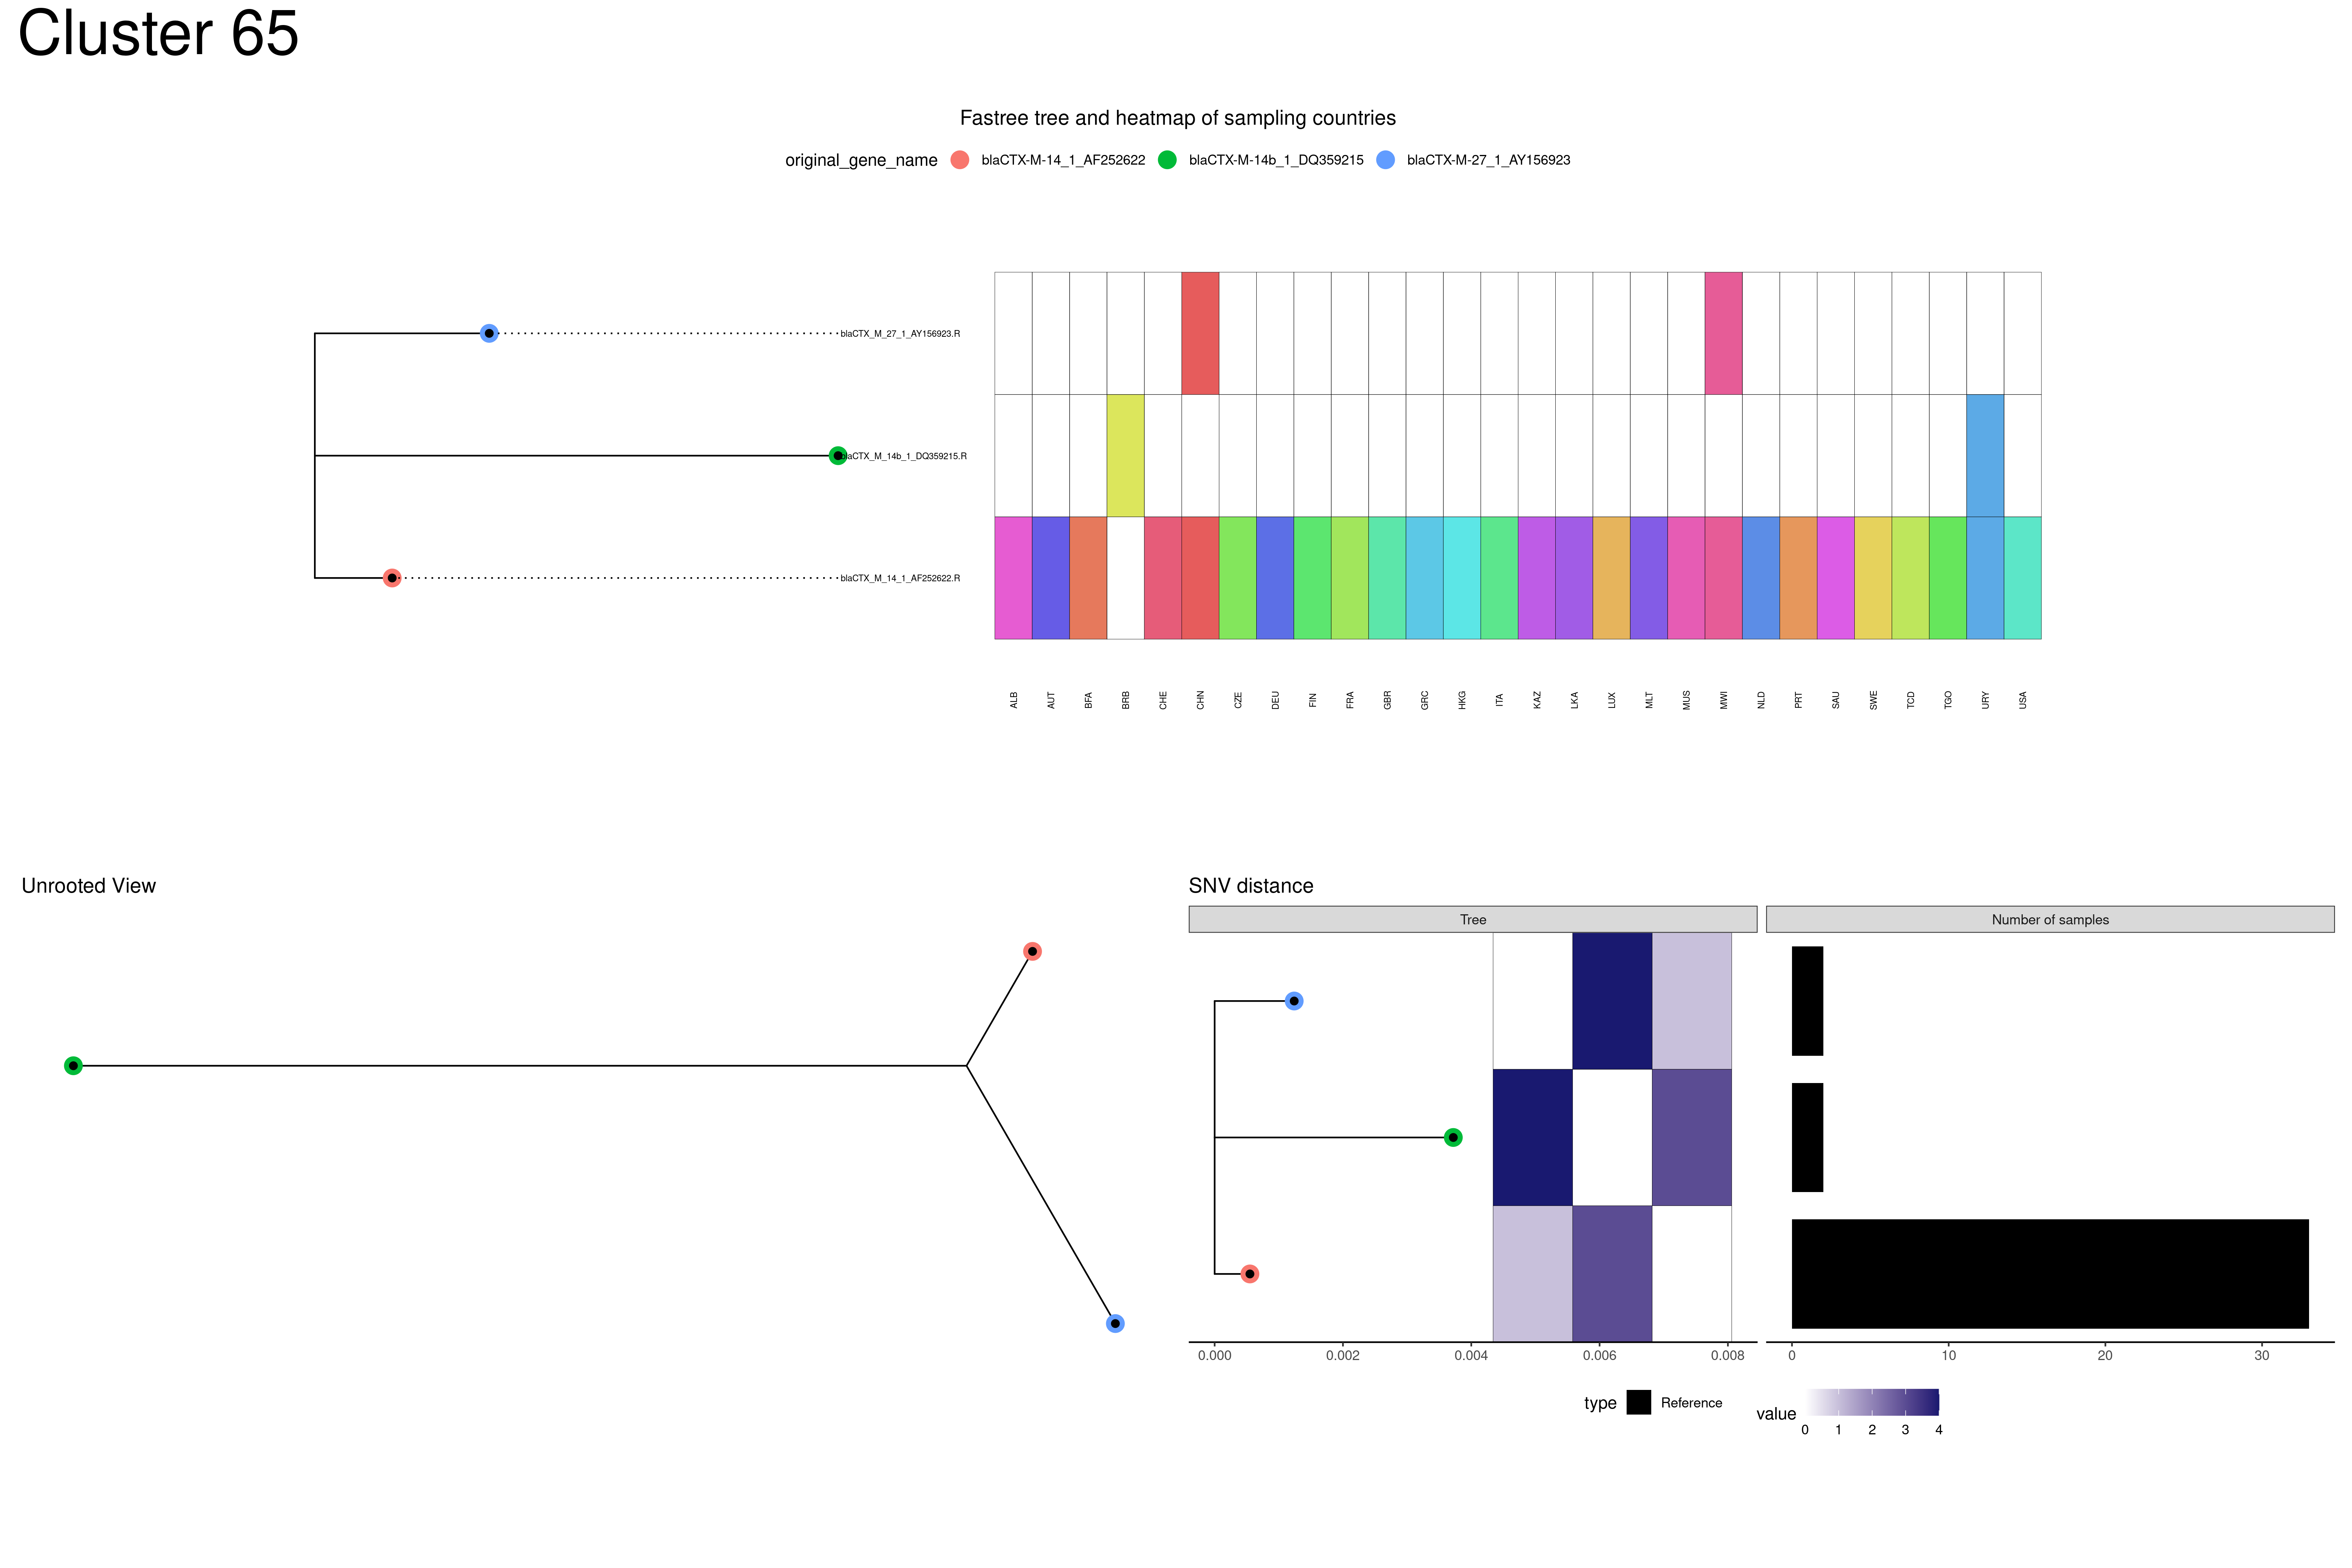 Cluster 65
Fastree tree and heatmap of sampling countries
original_gene_name blaCTX-M-14_1_AF252622 blaCTX-M-14b_1_DQ359215 blaCTX-M-27_1_AY156923
blaCTX_M_27_1_AY156923.R
blaCTX_M_14b_1_DQ359215.R
blaCTX_M_14_1_AF252622.R
ALB AUT BFA BRB CHE CHN CZE DEU FIN FRA GBR GRC HKG ITA KAZ LKA LUX MLT MUS MWI NLD PRT SAU SWE TCD TGO URY USA
Unrooted View
SNV distance
Tree Number of samples
0.000 0.002 0.004 0.006 0.008 0 10 20 30
type Reference value
0 1 2 3 4